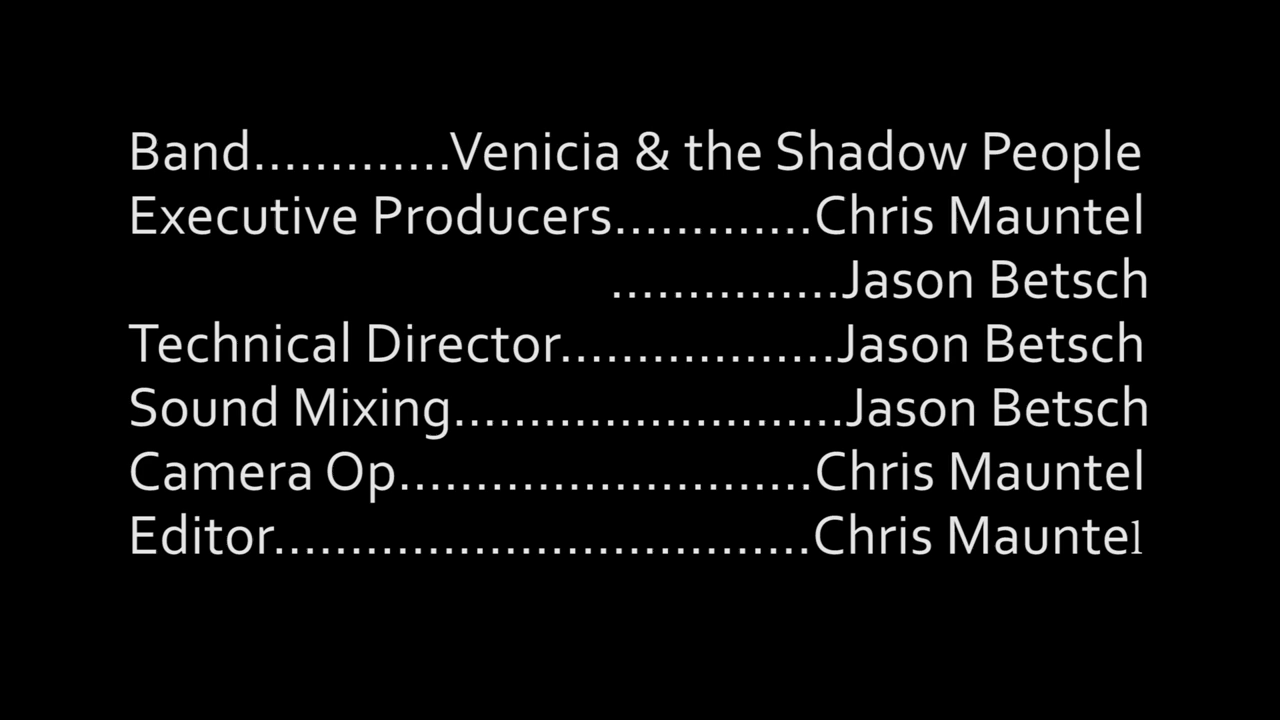 Band.............Venicia & the Shadow People
Executive Producers.............Chris Mauntel
...............Jason Betsch
Technical Director..................Jason Betsch
Sound Mixing..........................Jason Betsch
Camera Op...........................Chris Mauntel
Editor...................................Chris Mauntel